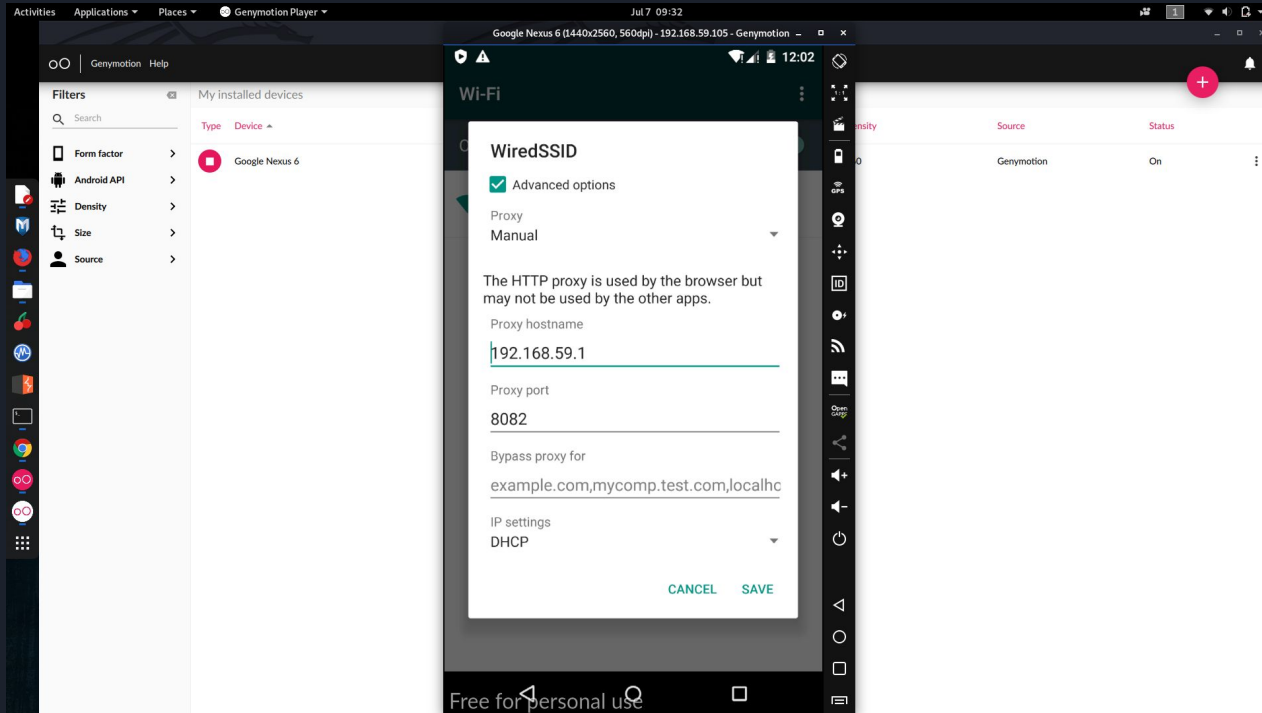 Activities Applications Places Genymotion Player Jul 7 09:32 1
Google Nexus 6 (1440x2560, 560dpi) - 192.168.59.105 - Genymotion
Genymotion Help
12:02
Filters
My installed devices
Wi-Fi
Search
Type Device Source Status
Form factor
Google Nexus 6
Genymotion On
Android API
Density
Size
Source
WiredSSID
Advanced options
Proxy
Manual
The HTTP proxy is used by the browser but
may not be used by the other apps.
Proxy hostname
192.168.59.1
Proxy port
8082
Bypass proxy for
example.com,mycomp.test.com,localhc
IP settings
DHCP
CANCEL SAVE
GPS
ID
Open
GAPPS
Free for personal use